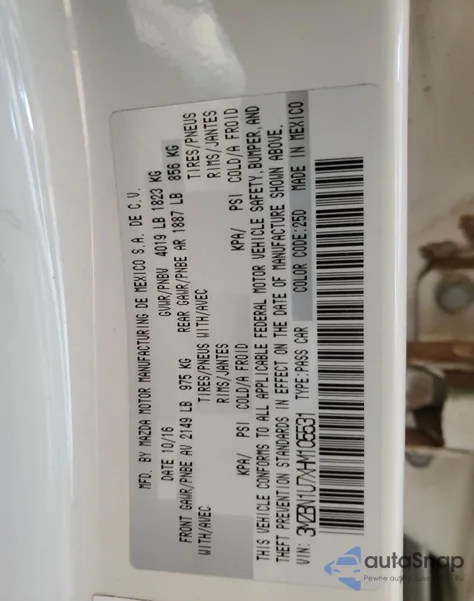 MFD. BY MAZDA MOTOR MANUFACTURING DE MEXICO S.A. DE C.V.
DATE 10/16 GVWR/PNBV 4019 LB 1823 KG
FRONT GAWR/PNBE AV 2149 LB 975 KG REAR GAWR/PNBE AR 1887 LB 856 KG
WITH/AVEC TIRES/PNEUS WITH/AVEC TIRES/PNEUS
RIMS/JANTES RIMS/JANTES
KPA/ PSI COLD/A FROID KPA/ PSI COLD/A FROID
THIS VEHICLE CONFORMS TO ALL APPLICABLE FEDERAL MOTOR VEHICLE SAFETY,BUMPER,AND
THEFT PREVENTION STANDARDS IN EFFECT ON THE DATE OF MANUFACTURE SHOWN ABOVE.
VIN: 3MZBN1U7XHM105531 TYPE:PASS CAR COLOR CODE:25D MADE IN MEXICO
autoSnap
Pewne auto z